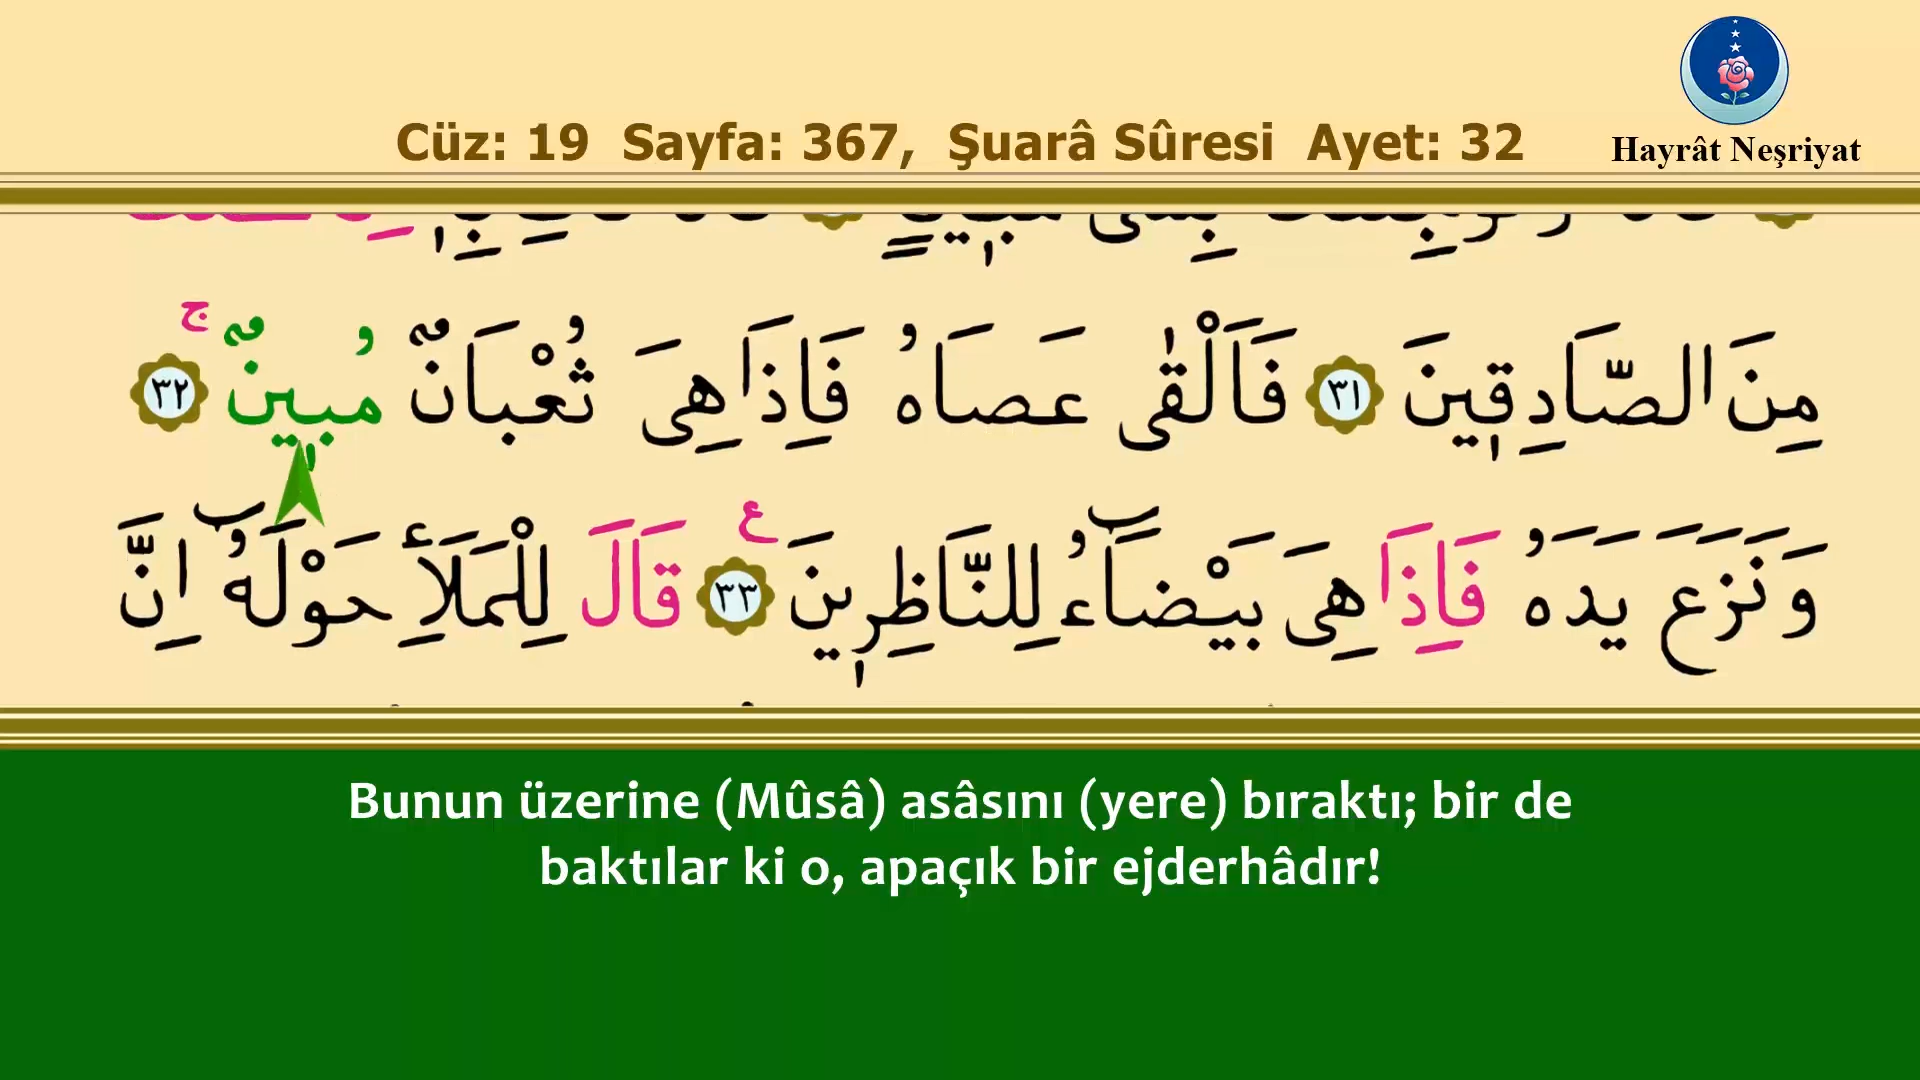 Cüz: 19 Sayfa: 367, Şuarâ Sûresi Ayet: 32
Hayrât Neşriyat
مِنَ الصَّادِقِينَ ٣١ فَاَلْقٰى عَصَاهُ فَاِذَا هِىَ ثُعْبَانٌ مُبِينٌ ج ٣٢
وَنَزَعَ يَدَهُ فَاِذَا هِىَ بَيْضَاءُ لِلنَّاظِرِينَ ع ٣٣ قَالَ لِلْمَلَأِ حَوْلَهُ اِنَّ
Bunun üzerine (Mûsâ) asâsını (yere) bıraktı; bir de
baktılar ki o, apaçık bir ejderhâdır!